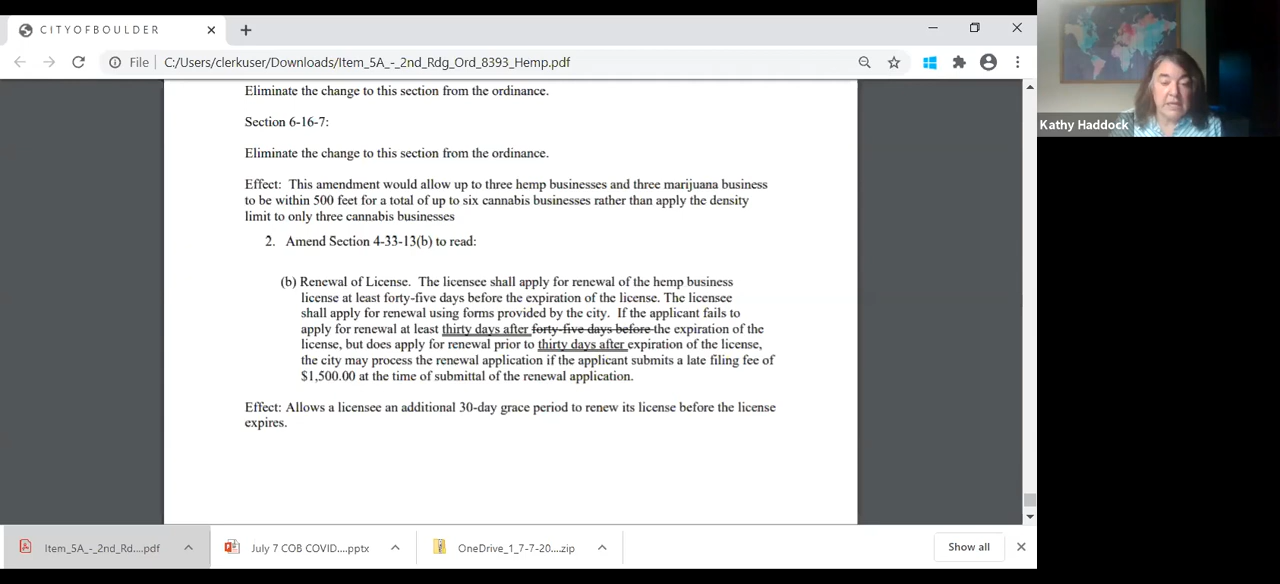 CITYOFBOULDER
File | C:/Users/clerkuser/Downloads/Item_5A_-_2nd_Rdg_Ord_8393_Hemp.pdf
Kathy Haddock
Eliminate the change to this section from the ordinance.
Section 6-16-7:
Eliminate the change to this section from the ordinance.
Effect: This amendment would allow up to three hemp businesses and three marijuana business
to be within 500 feet for a total of up to six cannabis businesses rather than apply the density
limit to only three cannabis businesses
2. Amend Section 4-33-13(b) to read:
(b) Renewal of License. The licensee shall apply for renewal of the hemp business
license at least forty-five days before the expiration of the license. The licensee
shall apply for renewal using forms provided by the city. If the applicant fails to
apply for renewal at least thirty days after forty-five days before the expiration of the
license, but does apply for renewal prior to thirty days after expiration of the license,
the city may process the renewal application if the applicant submits a late filing fee of
$1,500.00 at the time of submittal of the renewal application.
Effect: Allows a licensee an additional 30-day grace period to renew its license before the license
expires.
Item_5A_-_2nd_Rd....pdf
July 7 COB COVID....pptx
OneDrive_1_7-7-20....zip
Show all